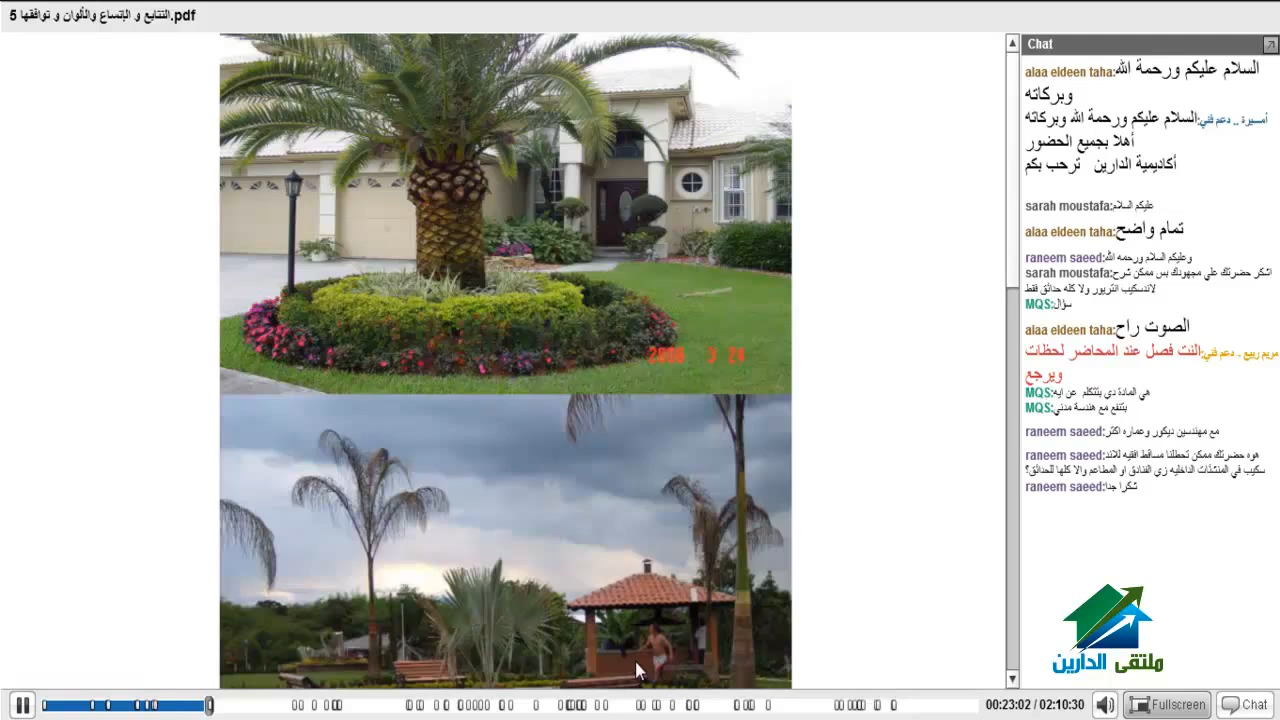 التتابع و الإتساع والألوان و توافقها 5.pdf
2008 3 24
Chat
alaa eldeen taha:السلام عليكم ورحمة الله
وبركاته
أميرة .. دعم فني:السلام عليكم ورحمة الله وبركاته
أهلا بجميع الحضور
أكاديمية الدارين ترحب بكم
sarah moustafa:عليكم السلام
alaa eldeen taha:تمام واضح
raneem saeed:وعليكم السلام ورحمه الله
sarah moustafa:اشكر حضرتك علي مجهودك بس ممكن شرح
لاندسكيب انتريور ولا كله حدائق فقط
MQS:سؤال
alaa eldeen taha:الصوت راح
مريم ربيع .. دعم فني:النت فصل عند المحاضر لحظات
ويرجع
MQS:هي المادة دي بتتكلم عن ايه
MQS:بتنفع مع هندسة مدني
raneem saeed:مع مهندسين ديكور وعماره اكثر
raneem saeed:هوه حضرتك ممكن تحطلنا مساقط افقيه للاند
سكيب في المنشئات الداخليه زي الفنادق او المطاعم والا كلها للحدائق؟
raneem saeed:شكرا جدا
ملتقى الدارين
00:23:02 / 02:10:30
Fullscreen
Chat